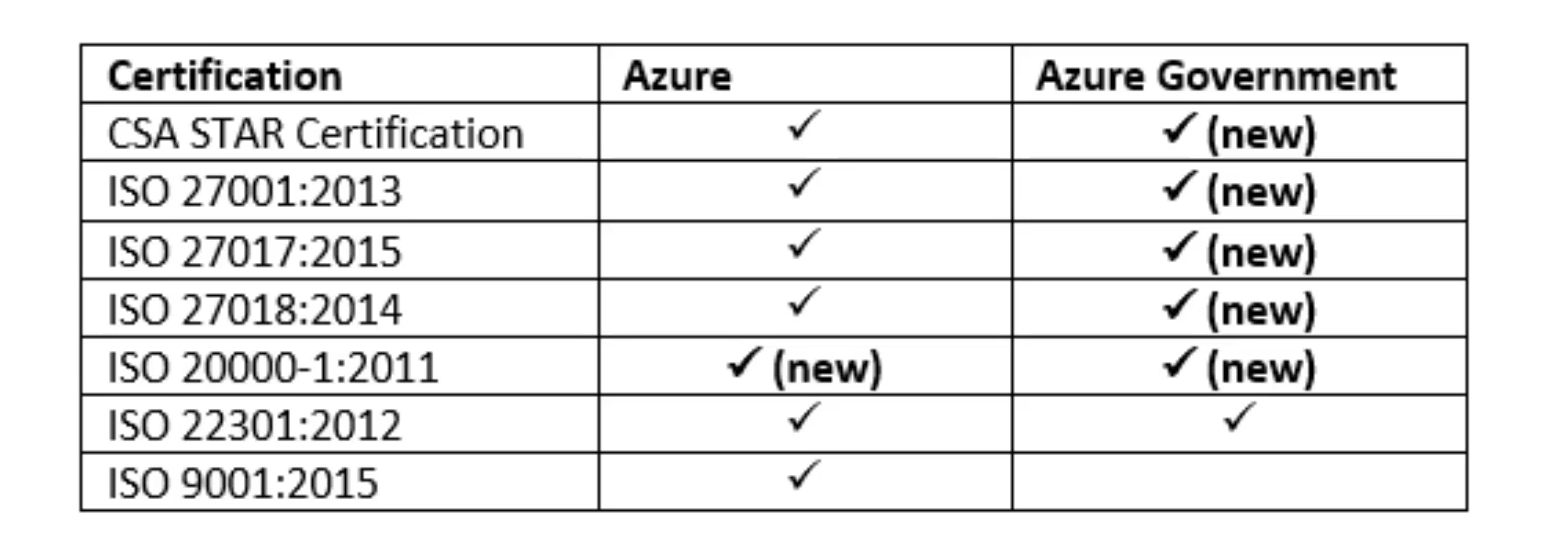 Certification Azure Azure Government
CSA STAR Certification ✓ ✓ (new)
ISO 27001:2013 ✓ ✓ (new)
ISO 27017:2015 ✓ ✓ (new)
ISO 27018:2014 ✓ ✓ (new)
ISO 20000-1:2011 ✓ (new) ✓ (new)
ISO 22301:2012 ✓ ✓
ISO 9001:2015 ✓